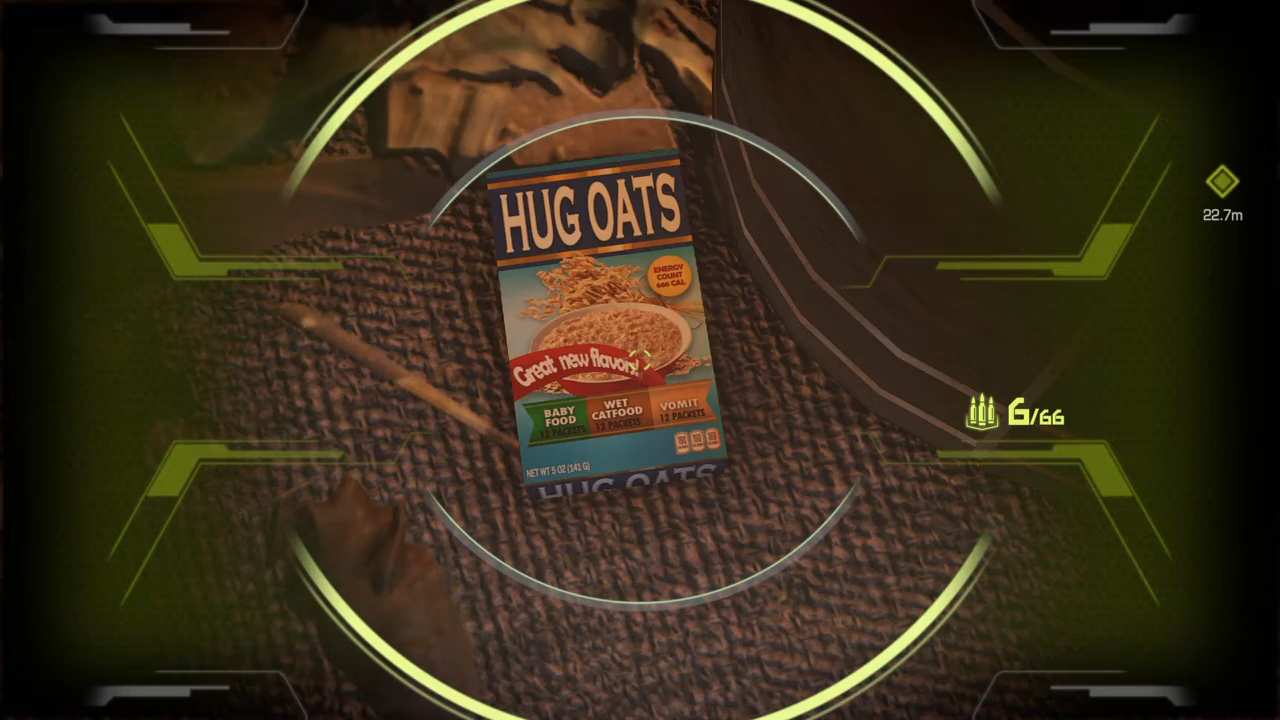 HUG OATS
ENERGY
COUNT
666 CAL
22.7m
Great new flavors!
BABY
FOOD
12 PACKETS
WET
CATFOOD
12 PACKETS
VOMIT
12 PACKETS
6/66
NET WT 5 OZ (141 G)
HUG OATS